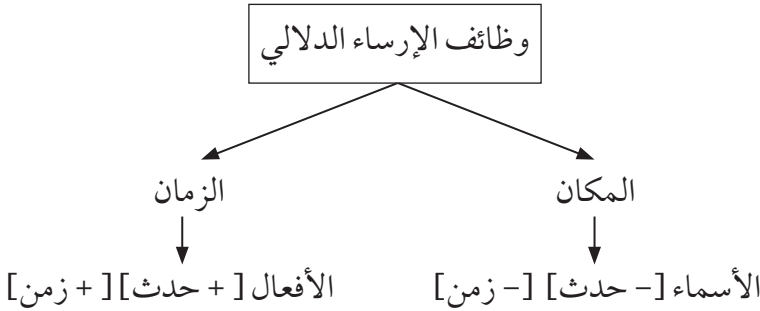 وظائف الإرساء الدلالي
المكان
الزمان
الأسماء [– حدث] [– زمن]
الأفعال [+ حدث] [+ زمن]